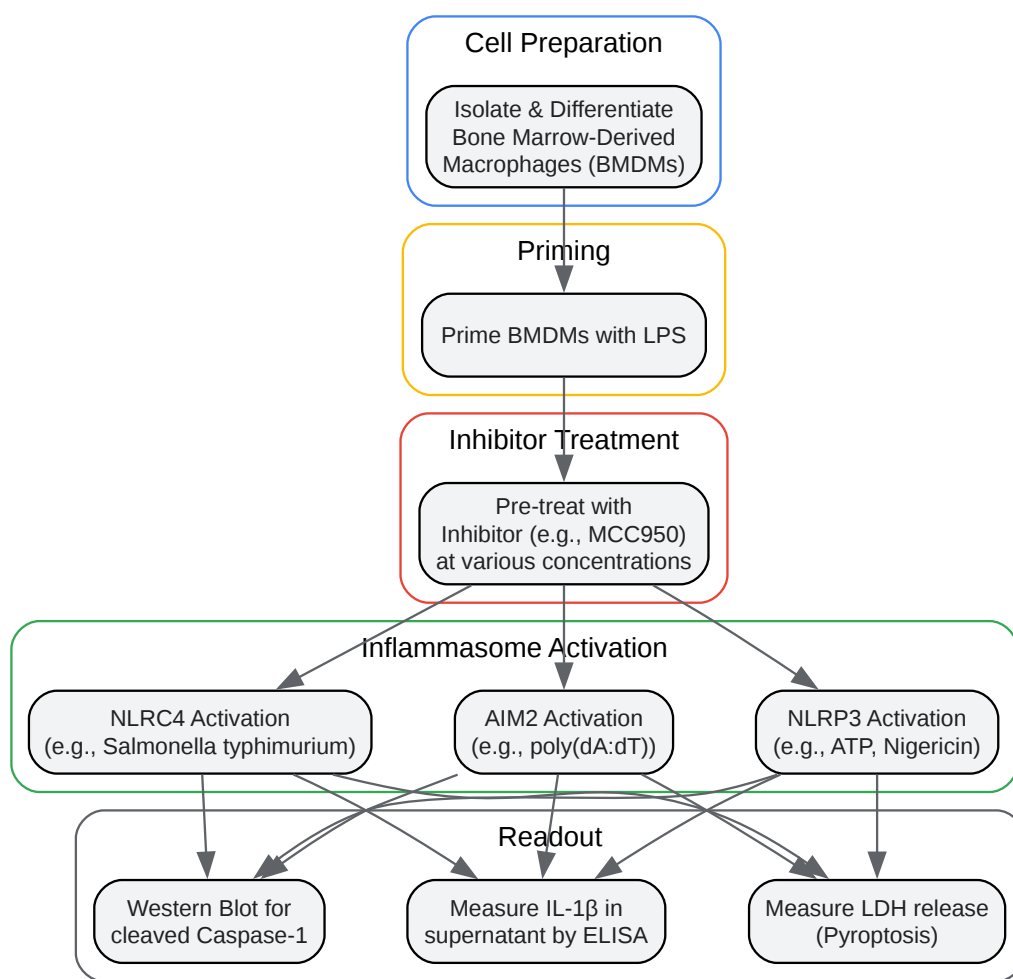 Cell Preparation
Isolate & Differentiate
Bone Marrow-Derived
Macrophages (BMDMs)
Priming
Prime BMDMs with LPS
Inhibitor Treatment
Pre-treat with
Inhibitor (e.g., MCC950)
at various concentrations
Inflammasome Activation
NLRC4 Activation
(e.g., Salmonella typhimurium)
AIM2 Activation
(e.g., poly(dA:dT))
NLRP3 Activation
(e.g., ATP, Nigericin)
Readout
Western Blot for
cleaved Caspase-1
Measure IL-1β in
supernatant by ELISA
Measure LDH release
(Pyroptosis)